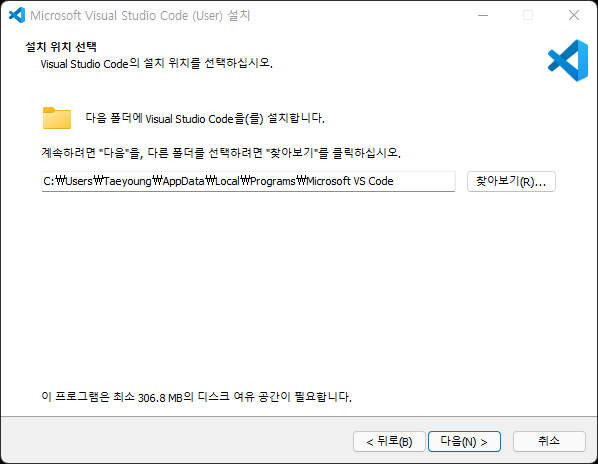 Microsoft Visual Studio Code (User) 설치
설치 위치 선택
Visual Studio Code의 설치 위치를 선택하십시오.
다음 폴더에 Visual Studio Code을(를) 설치합니다.
계속하려면 "다음"을, 다른 폴더를 선택하려면 "찾아보기"를 클릭하십시오.
C:₩Users₩Taeyoung₩AppData₩Local₩Programs₩Microsoft VS Code
찾아보기(R)...
이 프로그램은 최소 306.8 MB의 디스크 여유 공간이 필요합니다.
< 뒤로(B)
다음(N) >
취소